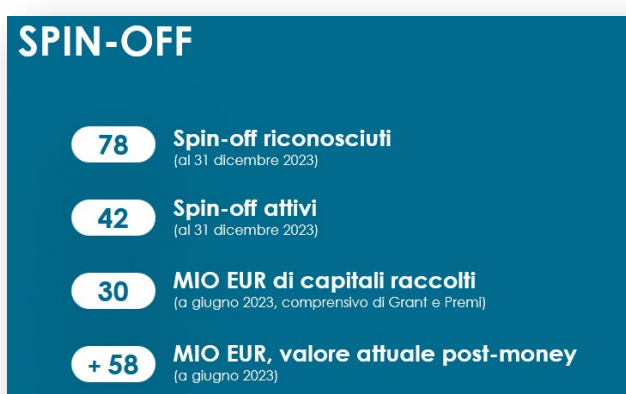 SPIN-OFF
78 Spin-off riconosciuti
(al 31 dicembre 2023)
42 Spin-off attivi
(al 31 dicembre 2023)
30 MIO EUR di capitali raccolti
(a giugno 2023, comprensivo di Grant e Premi)
+ 58 MIO EUR, valore attuale post-money
(a giugno 2023)